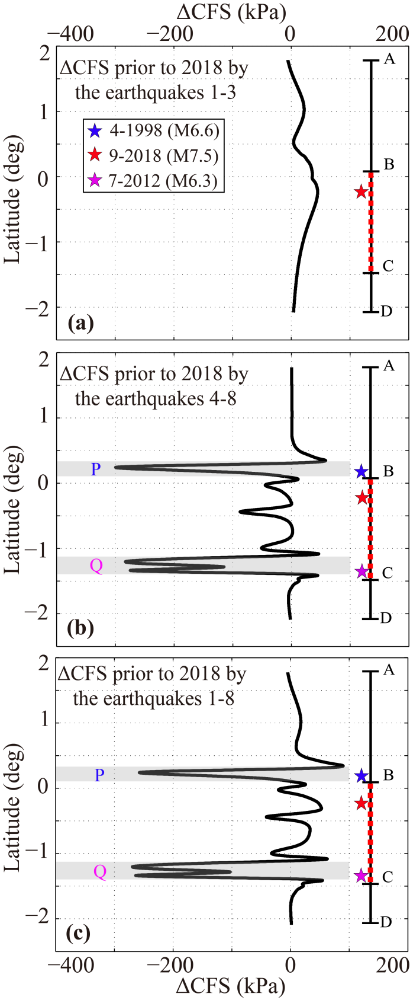 ΔCFS (kPa)
−400 −200 0 200
2
ΔCFS prior to 2018 by
the earthquakes 1-3
A
1
4-1998 (M6.6)
9-2018 (M7.5)
7-2012 (M6.3)
B
0
Latitude (deg)
−1
C
−2
D
(a)
2
ΔCFS prior to 2018 by
the earthquakes 4-8
A
1
P
B
0
Latitude (deg)
−1
Q
C
−2
D
(b)
2
ΔCFS prior to 2018 by
the earthquakes 1-8
A
1
P
B
0
Latitude (deg)
−1
Q
C
−2
D
(c)
−400 −200 0 200
ΔCFS (kPa)